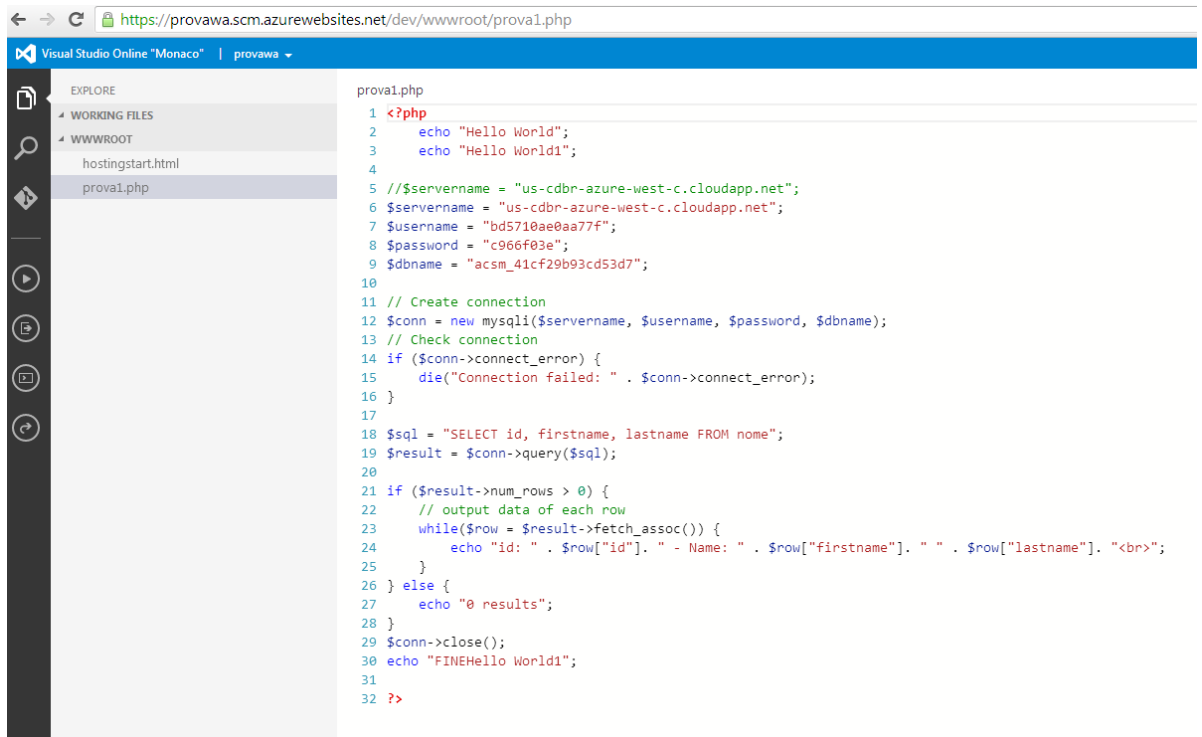 https://provawa.scm.azurewebsites.net/dev/wwwroot/prova1.php
Visual Studio Online "Monaco" | provawa
EXPLORE
WORKING FILES
WWWROOT
hostingstart.html
prova1.php
prova1.php
1 <?php
2     echo "Hello World";
3     echo "Hello World1";
4
5 //$servername = "us-cdbr-azure-west-c.cloudapp.net";
6 $servername = "us-cdbr-azure-west-c.cloudapp.net";
7 $username = "bd5710ae0aa77f";
8 $password = "c966f03e";
9 $dbname = "acsm_41cf29b93cd53d7";
10
11 // Create connection
12 $conn = new mysqli($servername, $username, $password, $dbname);
13 // Check connection
14 if ($conn->connect_error) {
15     die("Connection failed: " . $conn->connect_error);
16 }
17
18 $sql = "SELECT id, firstname, lastname FROM nome";
19 $result = $conn->query($sql);
20
21 if ($result->num_rows > 0) {
22     // output data of each row
23     while($row = $result->fetch_assoc()) {
24         echo "id: " . $row["id"]. " - Name: " . $row["firstname"]. " " . $row["lastname"]. "<br>";
25     }
26 } else {
27     echo "0 results";
28 }
29 $conn->close();
30 echo "FINEHello World1";
31
32 ?>